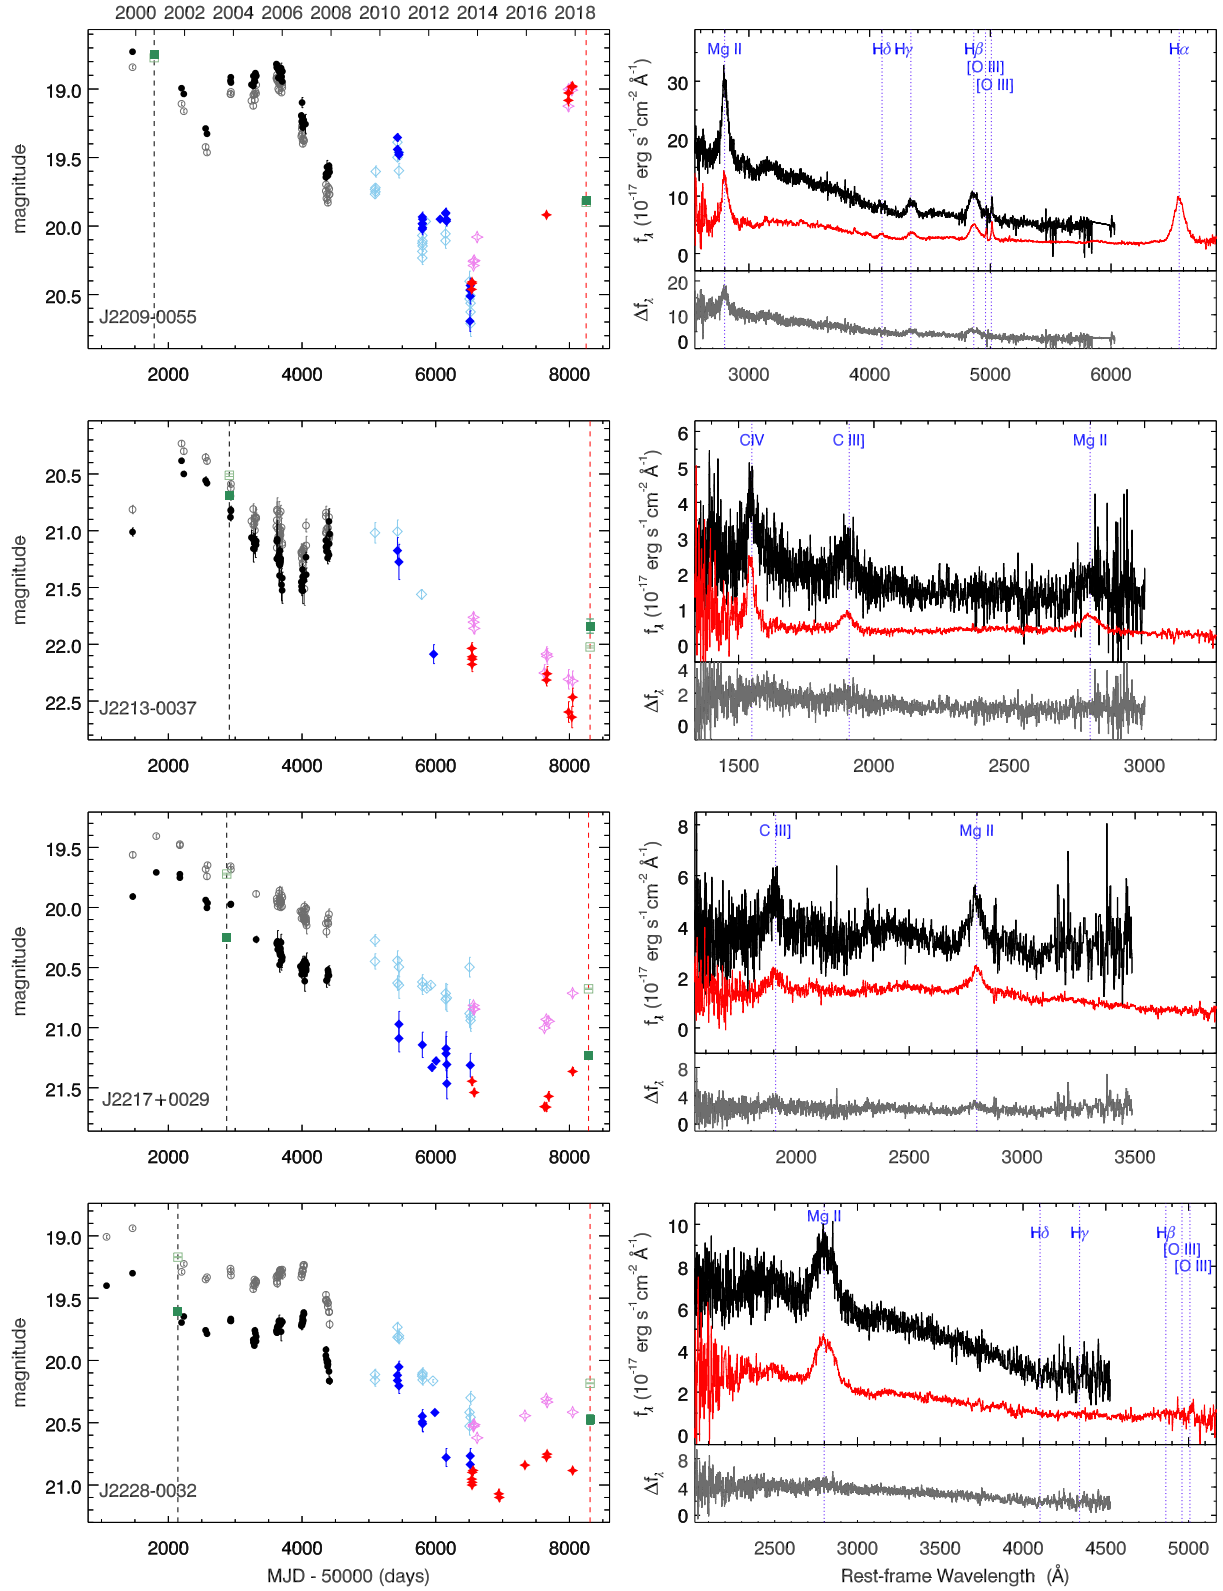 2000 2002 2004 2006 2008 2010 2012 2014 2016 2018
19.0
19.5
20.0
20.5
magnitude
J2209-0055
2000 4000 6000 8000
Mg II Hδ Hγ Hβ Hα
[O III]
[O III]
30
20
10
0
fλ (10⁻¹⁷ erg s⁻¹cm⁻² Å⁻¹)
20
10
0
Δfλ
3000 4000 5000 6000
20.5
21.0
21.5
22.0
22.5
magnitude
J2213-0037
2000 4000 6000 8000
CIV C III] Mg II
6
5
4
3
2
1
0
fλ (10⁻¹⁷ erg s⁻¹cm⁻² Å⁻¹)
4
2
0
Δfλ
1500 2000 2500 3000
19.5
20.0
20.5
21.0
21.5
magnitude
J2217+0029
2000 4000 6000 8000
C III] Mg II
8
6
4
2
0
fλ (10⁻¹⁷ erg s⁻¹cm⁻² Å⁻¹)
8
4
0
Δfλ
2000 2500 3000 3500
19.0
19.5
20.0
20.5
21.0
magnitude
J2228-0032
2000 4000 6000 8000
MJD - 50000 (days)
Mg II Hδ Hγ Hβ
[O III]
[O III]
10
8
6
4
2
0
fλ (10⁻¹⁷ erg s⁻¹cm⁻² Å⁻¹)
8
4
0
Δfλ
2500 3000 3500 4000 4500 5000
Rest-frame Wavelength (Å)